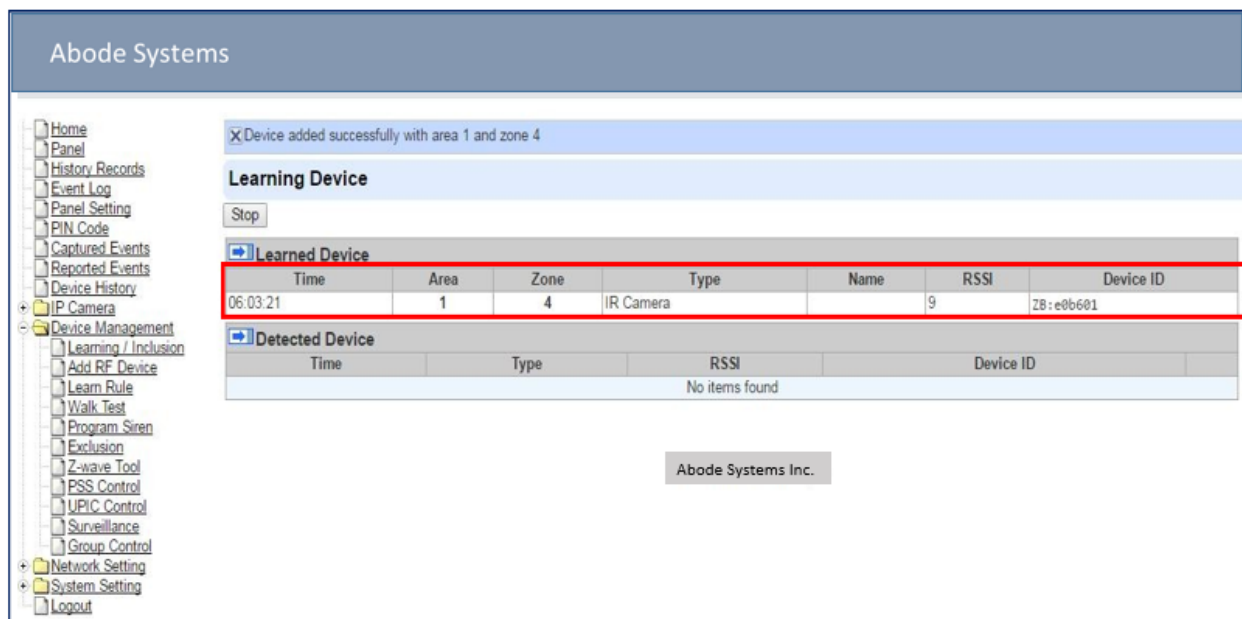 Abode Systems
Home
Panel
History Records
Event Log
Panel Setting
PIN Code
Captured Events
Reported Events
Device History
IP Camera
Device Management
Learning / Inclusion
Add RF Device
Learn Rule
Walk Test
Program Siren
Exclusion
Z-wave Tool
PSS Control
UPIC Control
Surveillance
Group Control
Network Setting
System Setting
Logout
Device added successfully with area 1 and zone 4
Learning Device
Stop
Learned Device
Time Area Zone Type Name RSSI Device ID
06:03:21 1 4 IR Camera 9 ZB:e0b601
Detected Device
Time Type RSSI Device ID
No items found
Abode Systems Inc.